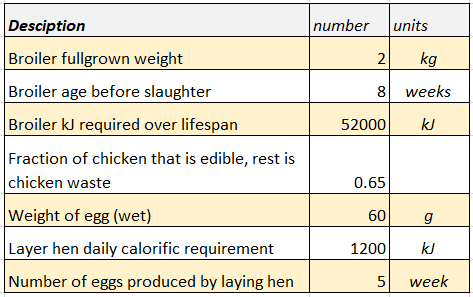 Desciption number units
Broiler fullgrown weight 2 kg
Broiler age before slaughter 8 weeks
Broiler kJ required over lifespan 52000 kJ
Fraction of chicken that is edible, rest is
chicken waste 0.65
Weight of egg (wet) 60 g
Layer hen daily calorific requirement 1200 kJ
Number of eggs produced by laying hen 5 week